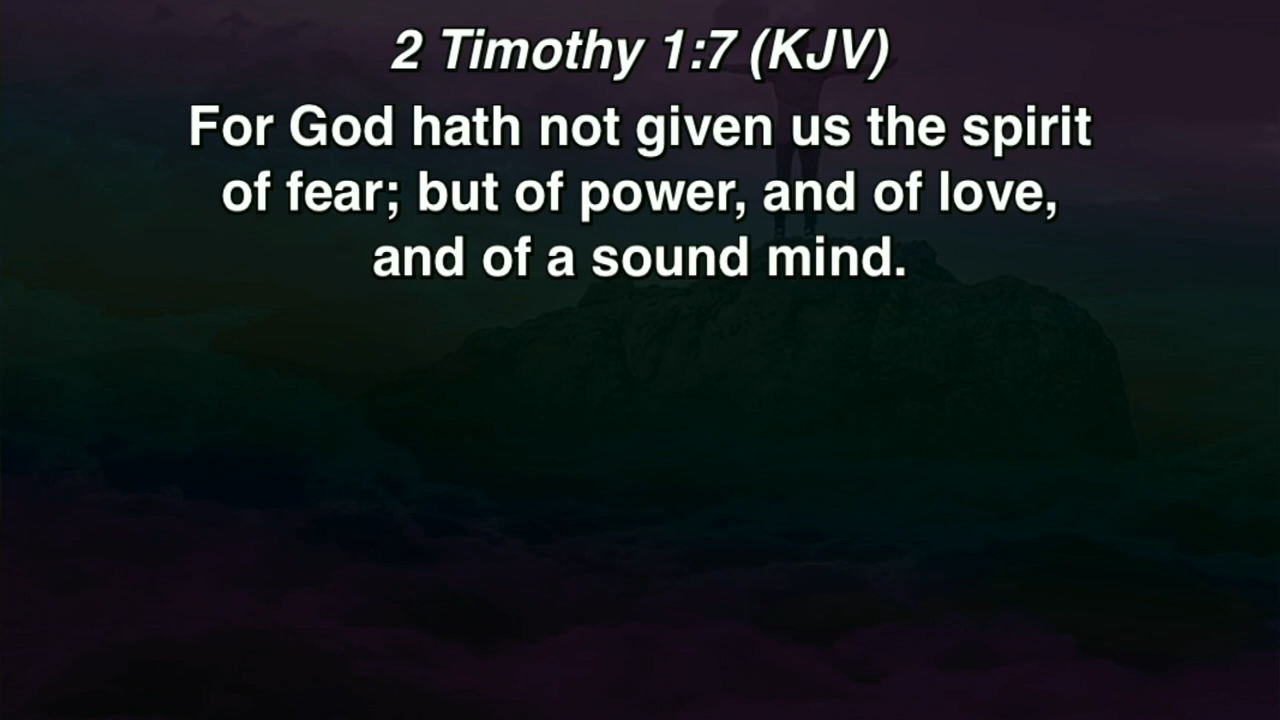 2 Timothy 1:7 (KJV)
For God hath not given us the spirit
of fear; but of power, and of love,
and of a sound mind.